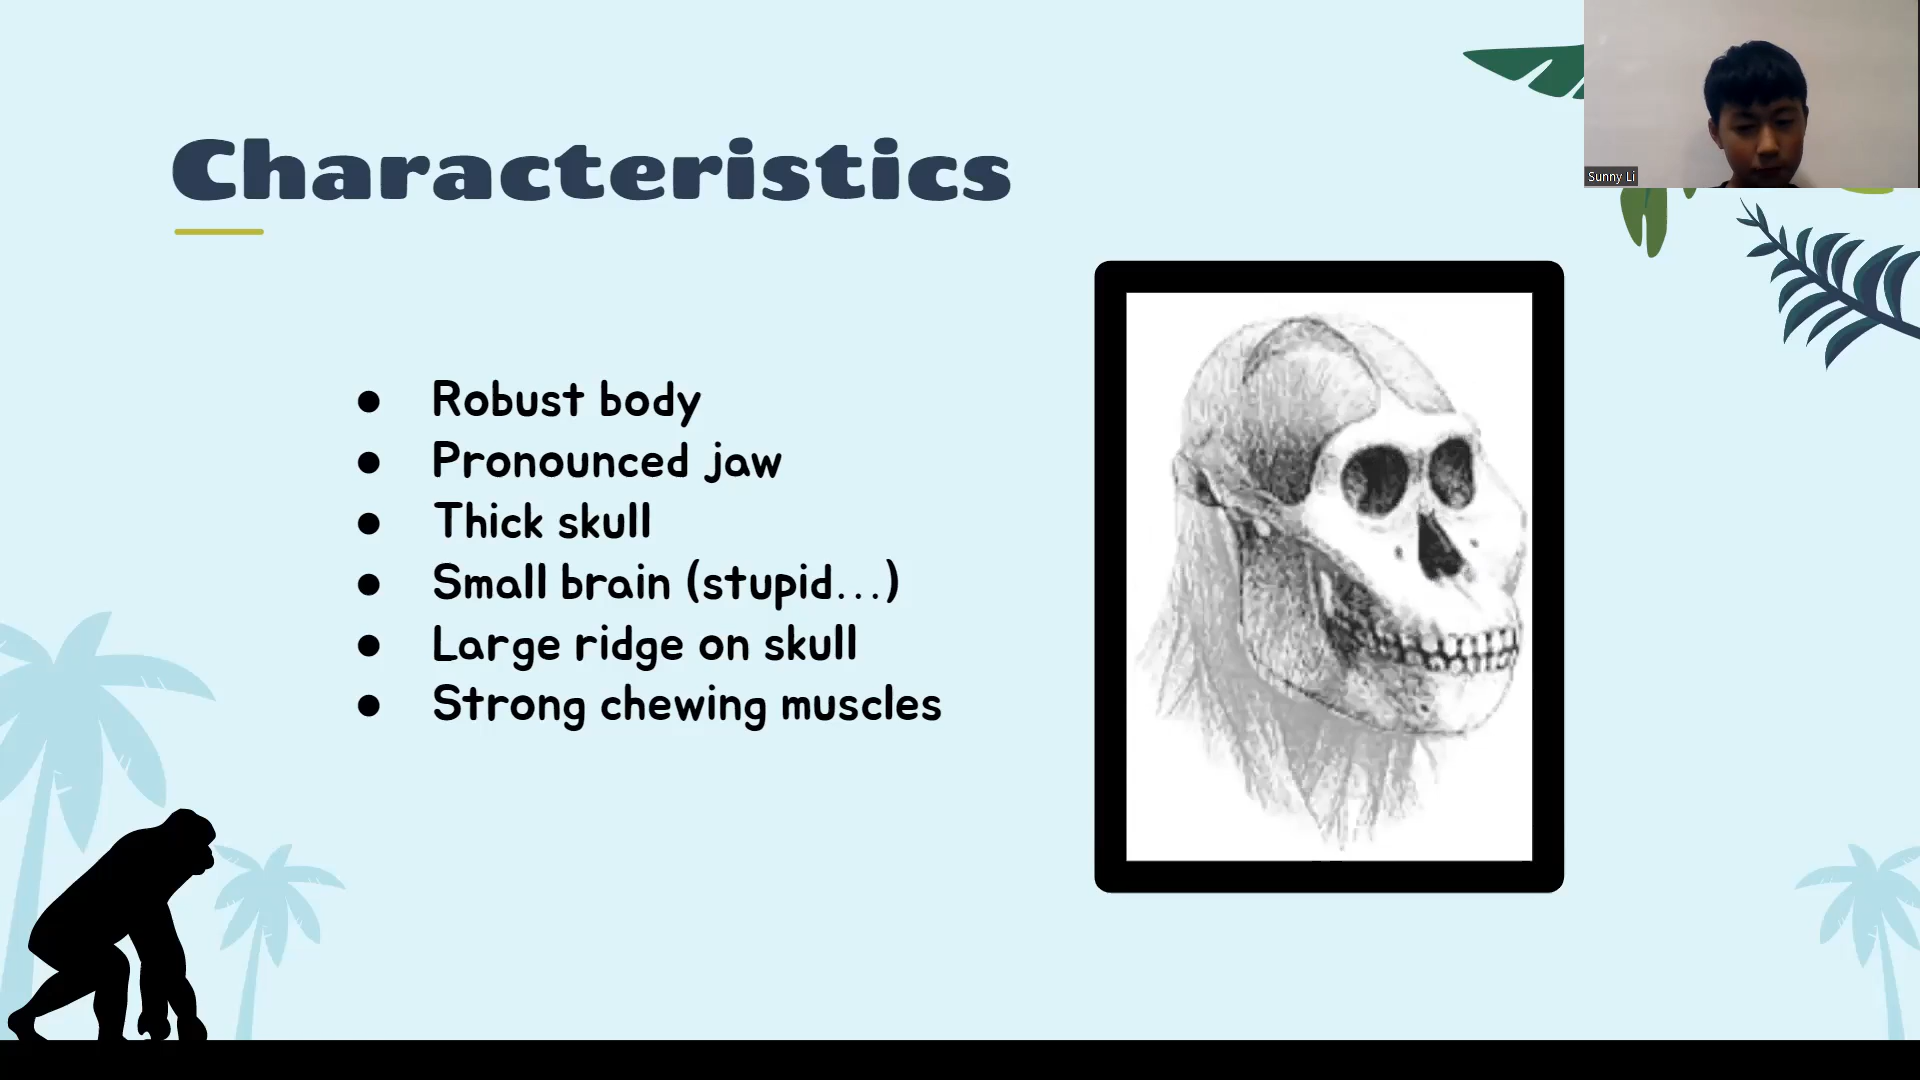 Characteristics
Sunny Li
● Robust body
● Pronounced jaw
● Thick skull
● Small brain (stupid...)
● Large ridge on skull
● Strong chewing muscles